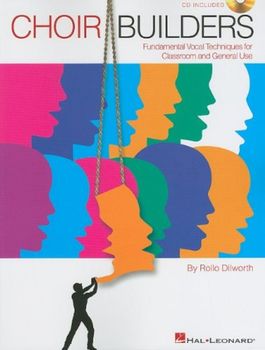 CD INCLUDED
CHOIR BUILDERS
Fundamental Vocal Techniques for
Classroom and General Use
By Rollo Dilworth
HAL•LEONARD®